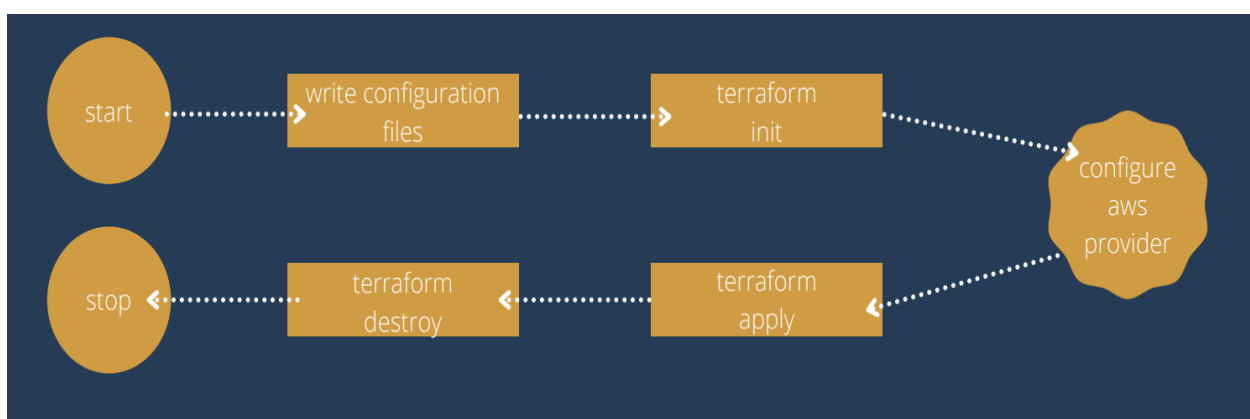 start
write configuration
files
terraform
init
configure
aws
provider
terraform
apply
terraform
destroy
stop